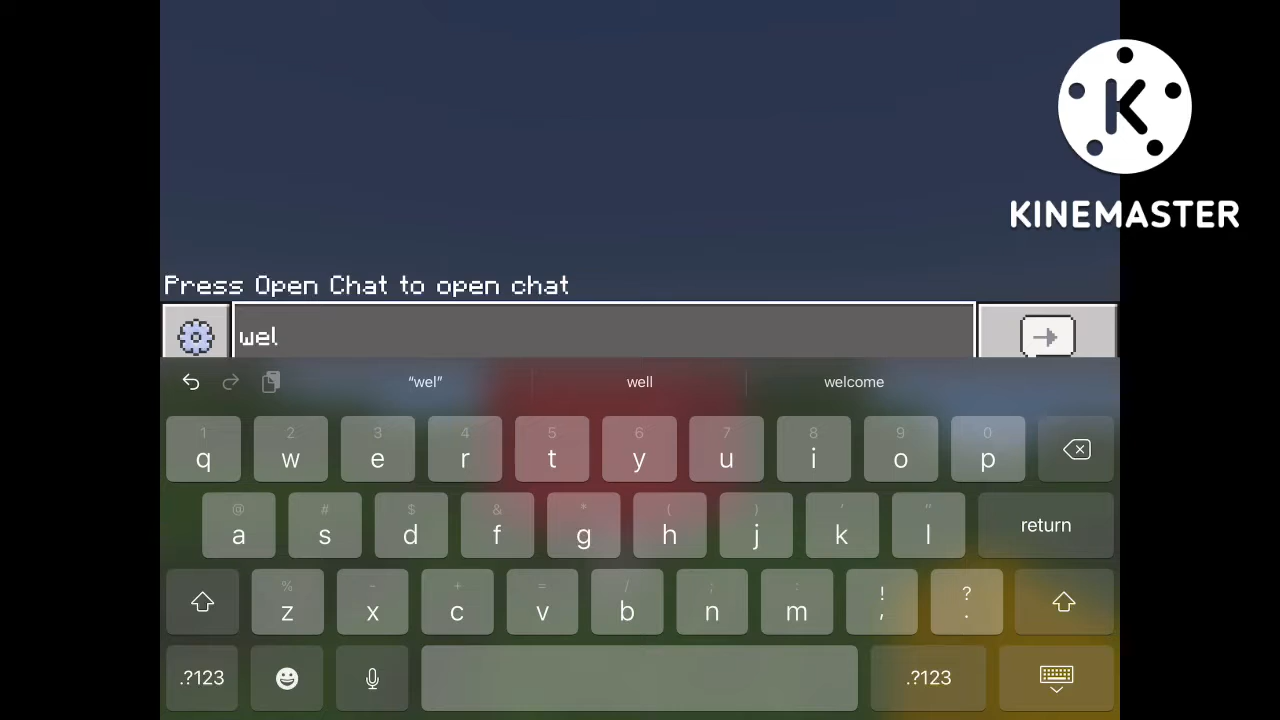 KINEMASTER
Press Open Chat to open chat
wel
“wel” well welcome
1 2 3 4 5 6 7 8 9 0
q w e r t y u i o p
@ # $ & * ( ) ' "
a s d f g h j k l return
% - + = / ; : ! ?
z x c v b n m , .
.?123 .?123